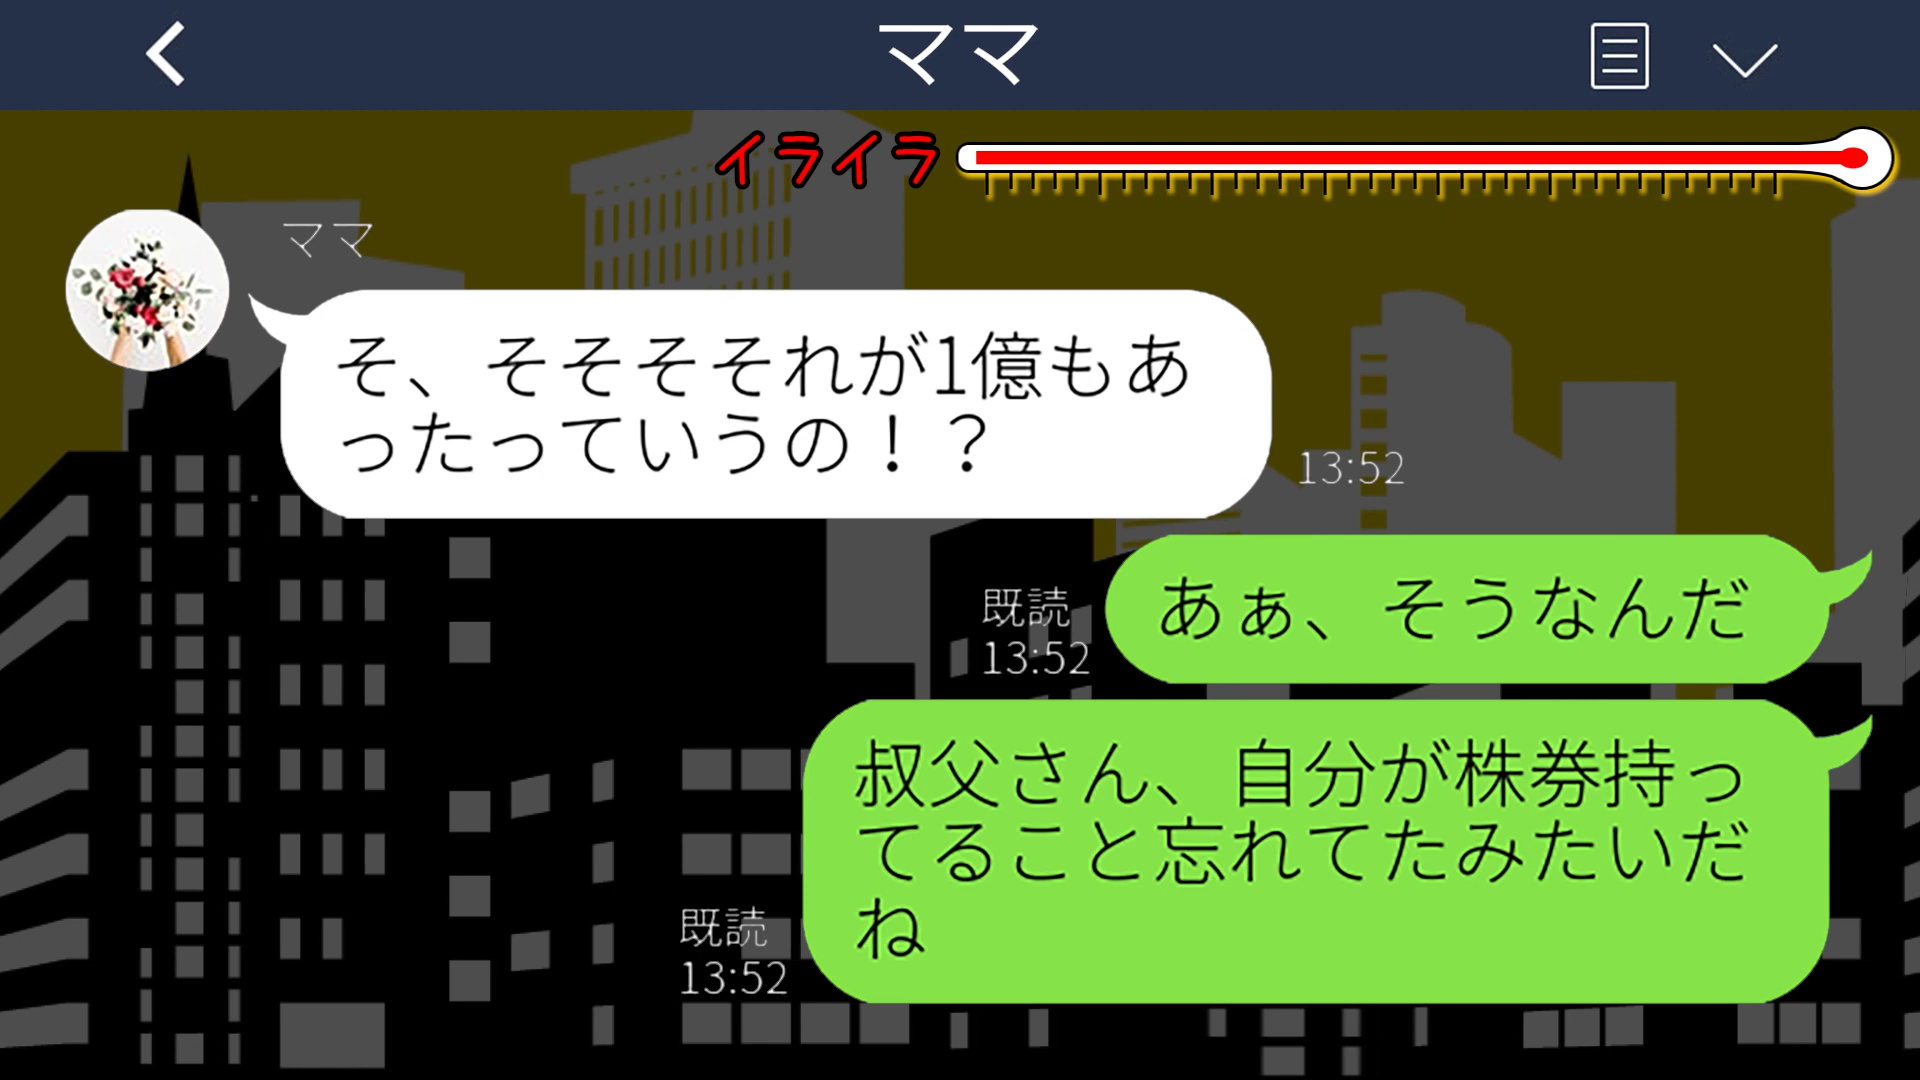 ママ
イライラ
ママ
そ、そそそそれが1億もあ
ったっていうの！？
13:52
あぁ、そうなんだ
既読
13:52
叔父さん、自分が株券持っ
てること忘れてたみたいだ
ね
既読
13:52